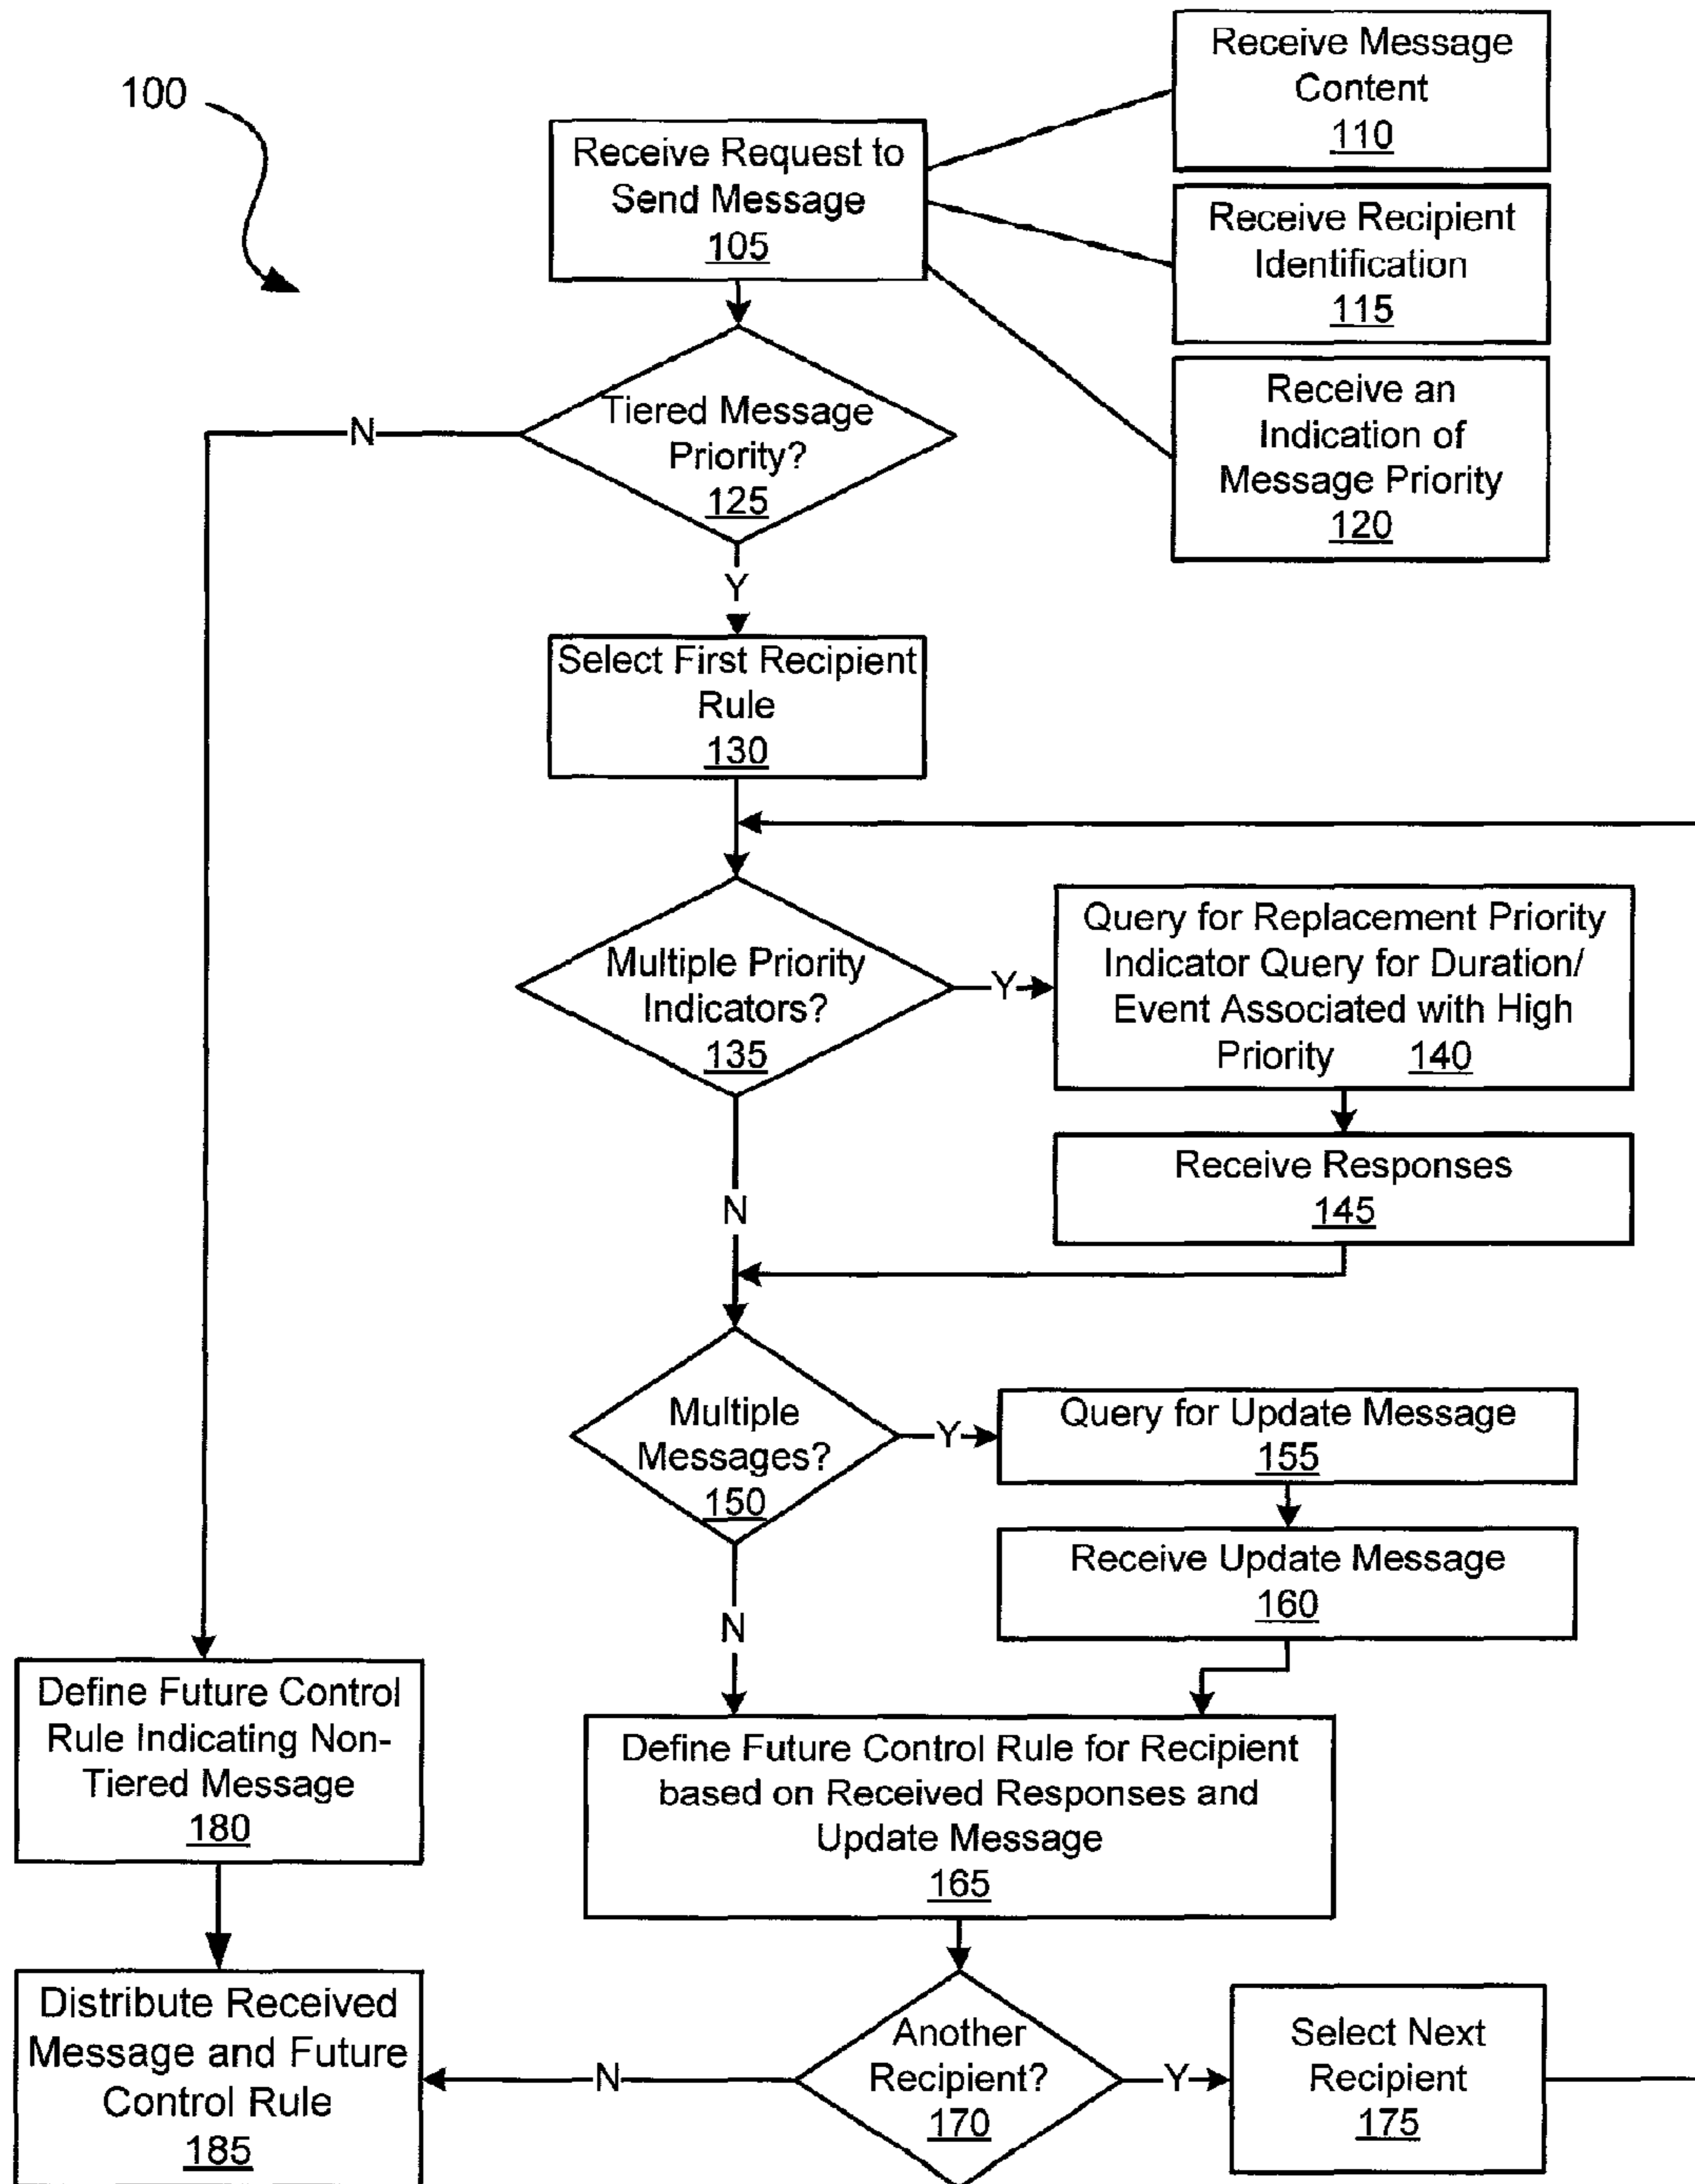 100
Receive Message
Content
110
Receive Request to
Send Message
105
Receive Recipient
Identification
115
Receive an
Indication of
Message Priority
120
Tiered Message
Priority?
125
N
Y
Select First Recipient
Rule
130
Multiple Priority
Indicators?
135
Y
Query for Replacement Priority
Indicator Query for Duration/
Event Associated with High
Priority 140
Receive Responses
145
N
Multiple
Messages?
150
Y
Query for Update Message
155
Receive Update Message
160
N
Define Future Control
Rule Indicating Non-
Tiered Message
180
Define Future Control Rule for Recipient
based on Received Responses and
Update Message
165
Distribute Received
Message and Future
Control Rule
185
N
Another
Recipient?
170
Y
Select Next
Recipient
175